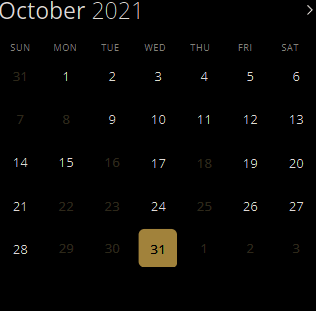 October 2021 >
SUN MON TUE WED THU FRI SAT
31 1 2 3 4 5 6
7 8 9 10 11 12 13
14 15 16 17 18 19 20
21 22 23 24 25 26 27
28 29 30 31 1 2 3